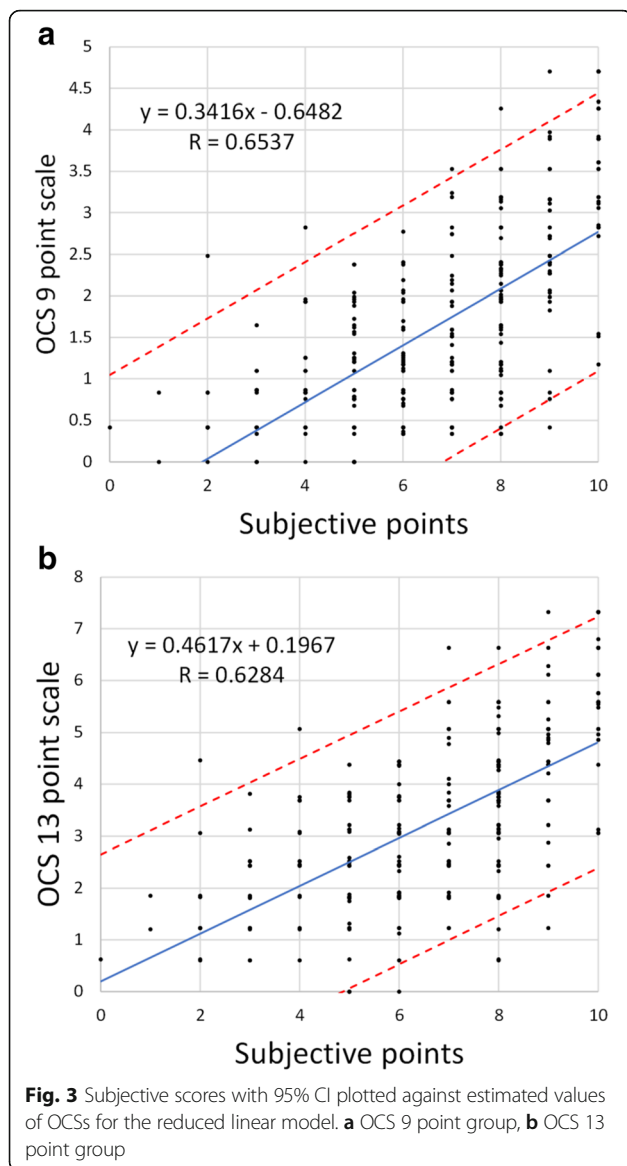 a
5
4.5
4
3.5
3
2.5
2
1.5
1
0.5
0
y = 0.3416x - 0.6482
R = 0.6537
OCS 9 point scale
0 2 4 6 8 10
Subjective points
b
8
7
6
5
4
3
2
1
0
y = 0.4617x + 0.1967
R = 0.6284
OCS 13 point scale
0 2 4 6 8 10
Subjective points
Fig. 3 Subjective scores with 95% CI plotted against estimated values
of OCSs for the reduced linear model. a OCS 9 point group, b OCS 13
point group